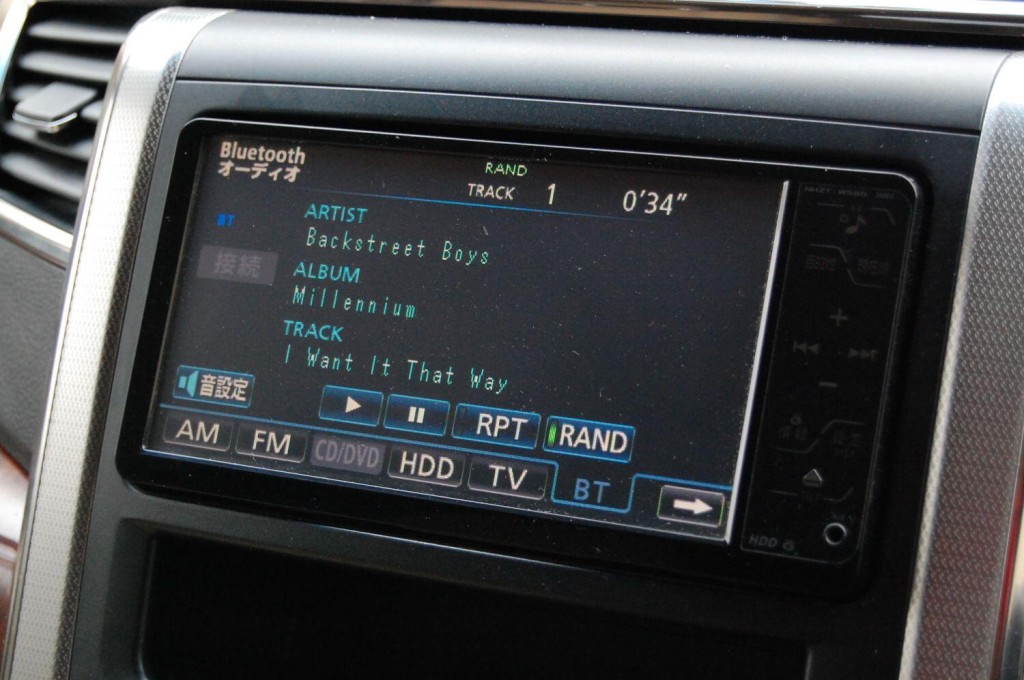 Bluetooth
オーディオ
RAND
TRACK 1 0'34"
BT
ARTIST
Backstreet Boys
接続
ALBUM
Millennium
TRACK
I Want It That Way
音設定
RPT RAND
AM FM CD/DVD HDD TV BT
HDD